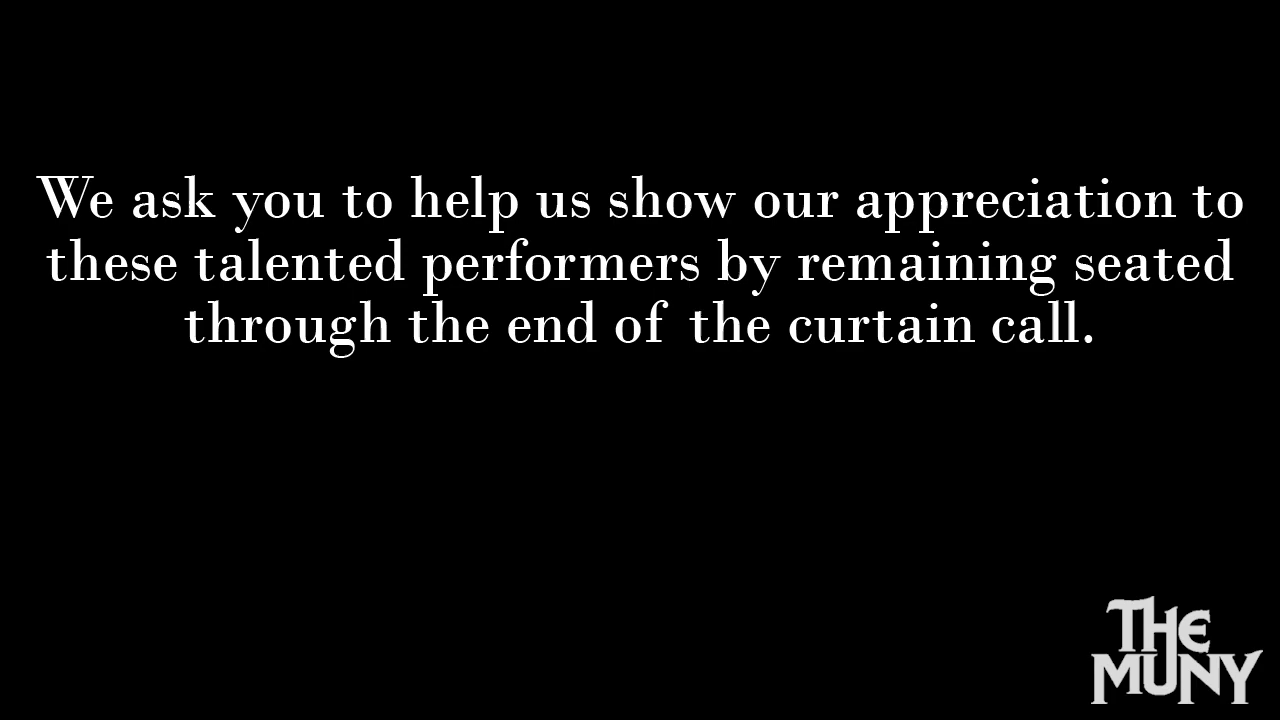 We ask you to help us show our appreciation to
these talented performers by remaining seated
through the end of the curtain call.
THE
MUNY